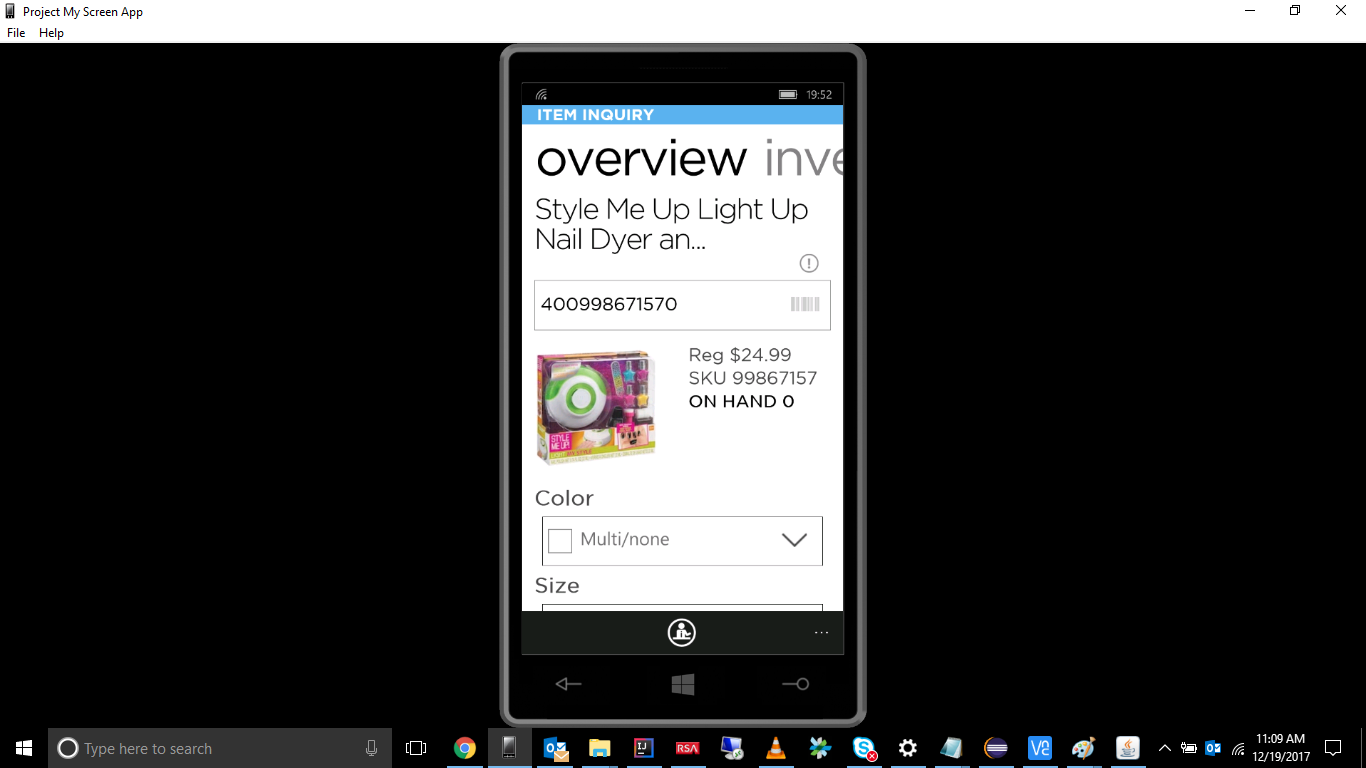 Project My Screen App
File Help
19:52
ITEM INQUIRY
overview inve
Style Me Up Light Up
Nail Dyer an...
400998671570
Reg $24.99
SKU 99867157
ON HAND 0
STYLE
ME UP!
Color
Multi/none
Size
Type here to search
RSA
11:09 AM
12/19/2017